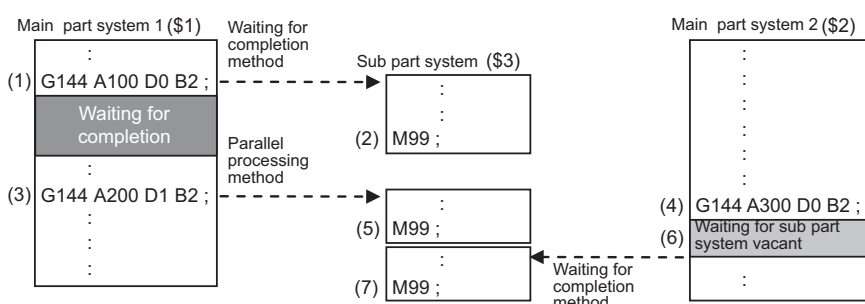 Main part system 1 ($1)
Waiting for
completion
method
Main part system 2 ($2)
Sub part system ($3)
:
(1) G144 A100 D0 B2 ;
Waiting for
completion
:
:
(2) M99 ;
Parallel
processing
method
:
(3) G144 A200 D1 B2 ;
:
:
:
:
(5) M99 ;
:
(7) M99 ;
:
:
:
:
:
:
(4) G144 A300 D0 B2 ;
(6) Waiting for sub part
system vacant
:
Waiting for
completion
method